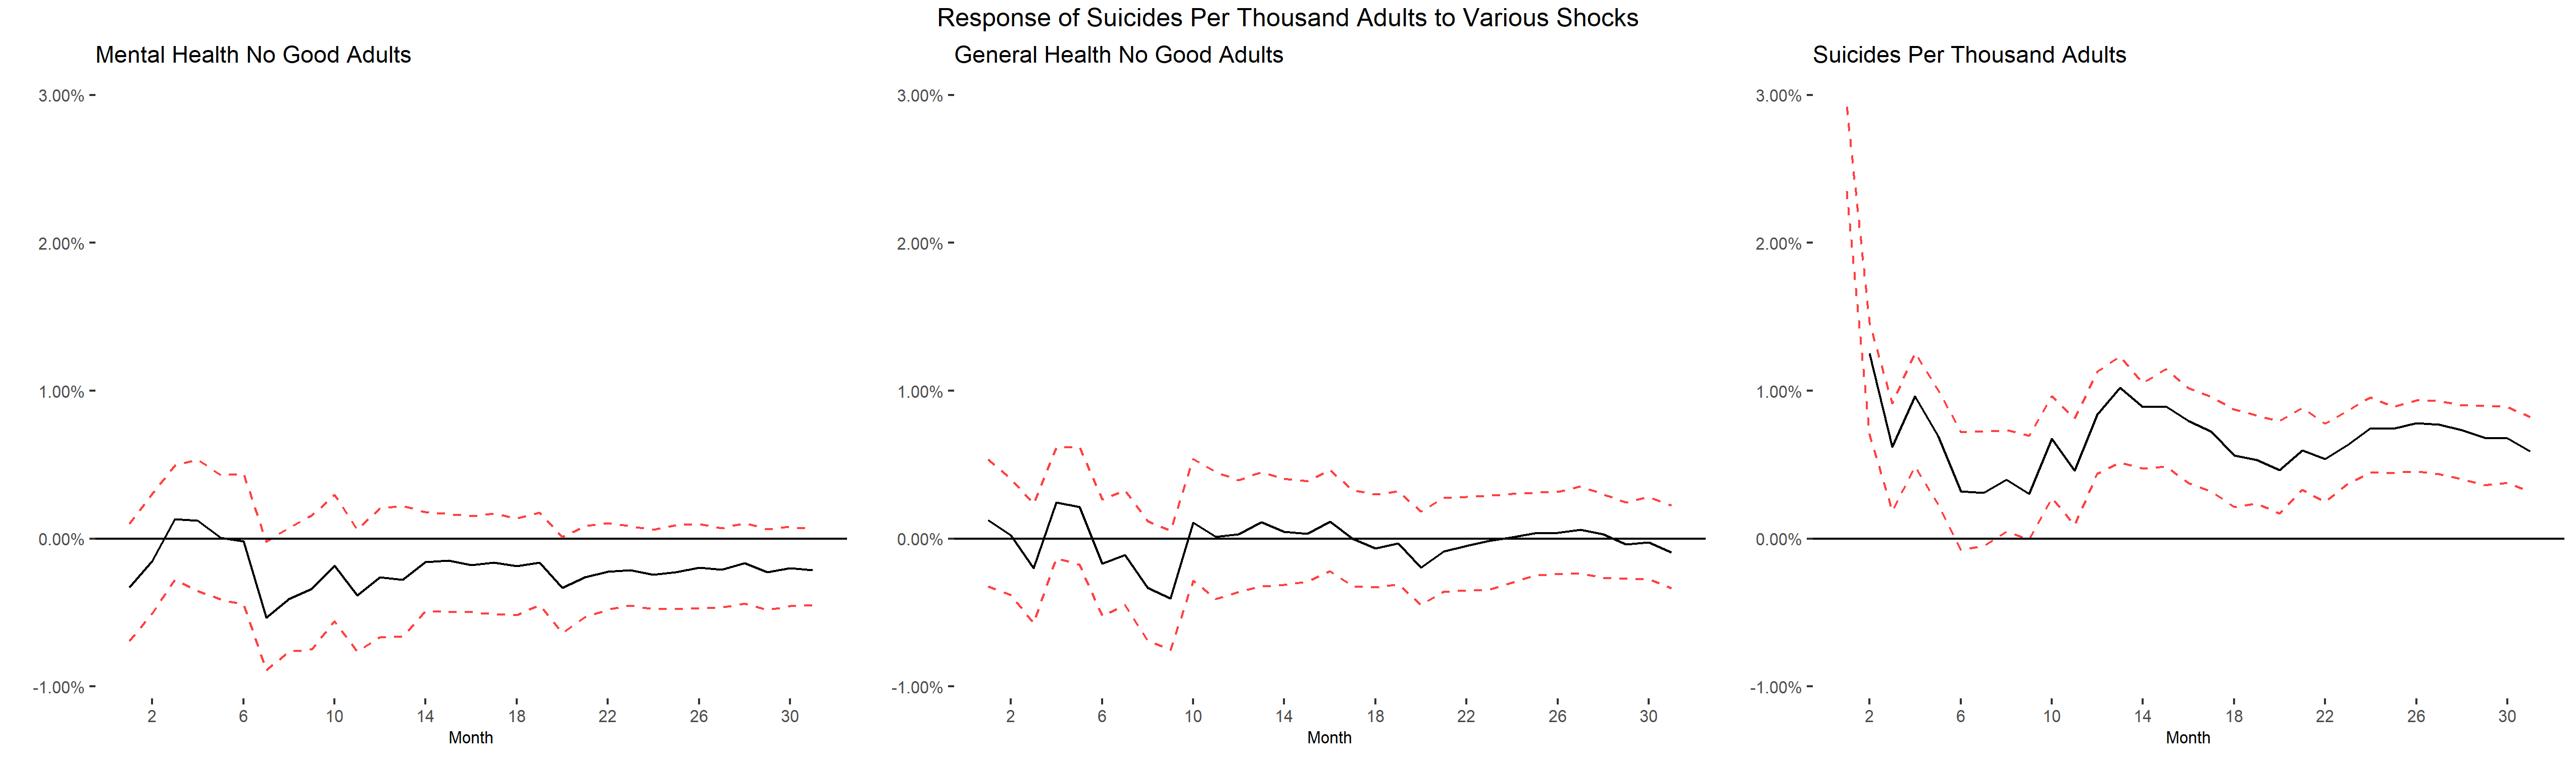 Response of Suicides Per Thousand Adults to Various Shocks
Mental Health No Good Adults
3.00%
2.00%
1.00%
0.00%
-1.00%
2 6 10 14 18 22 26 30
Month
General Health No Good Adults
3.00%
2.00%
1.00%
0.00%
-1.00%
2 6 10 14 18 22 26 30
Month
Suicides Per Thousand Adults
3.00%
2.00%
1.00%
0.00%
-1.00%
2 6 10 14 18 22 26 30
Month